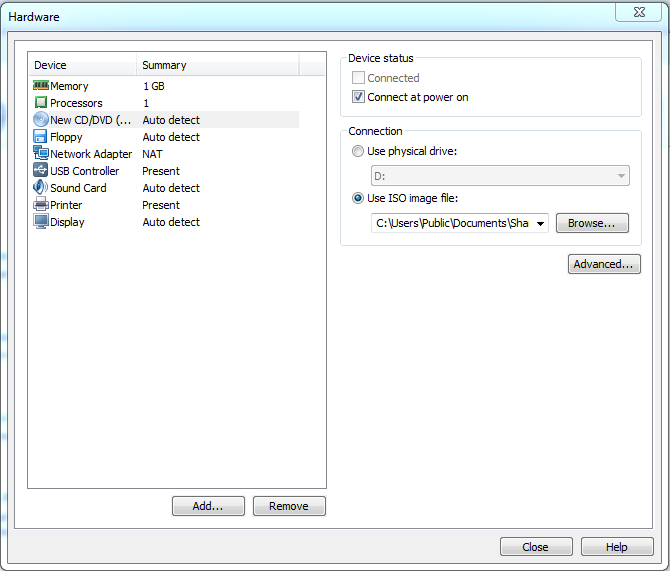 Hardware
Device Summary
Memory 1 GB
Processors 1
New CD/DVD (... Auto detect
Floppy Auto detect
Network Adapter NAT
USB Controller Present
Sound Card Auto detect
Printer Present
Display Auto detect
Add... Remove
Device status
Connected
Connect at power on
Connection
Use physical drive:
D:
Use ISO image file:
C:\Users\Public\Documents\Sha Browse...
Advanced...
Close Help